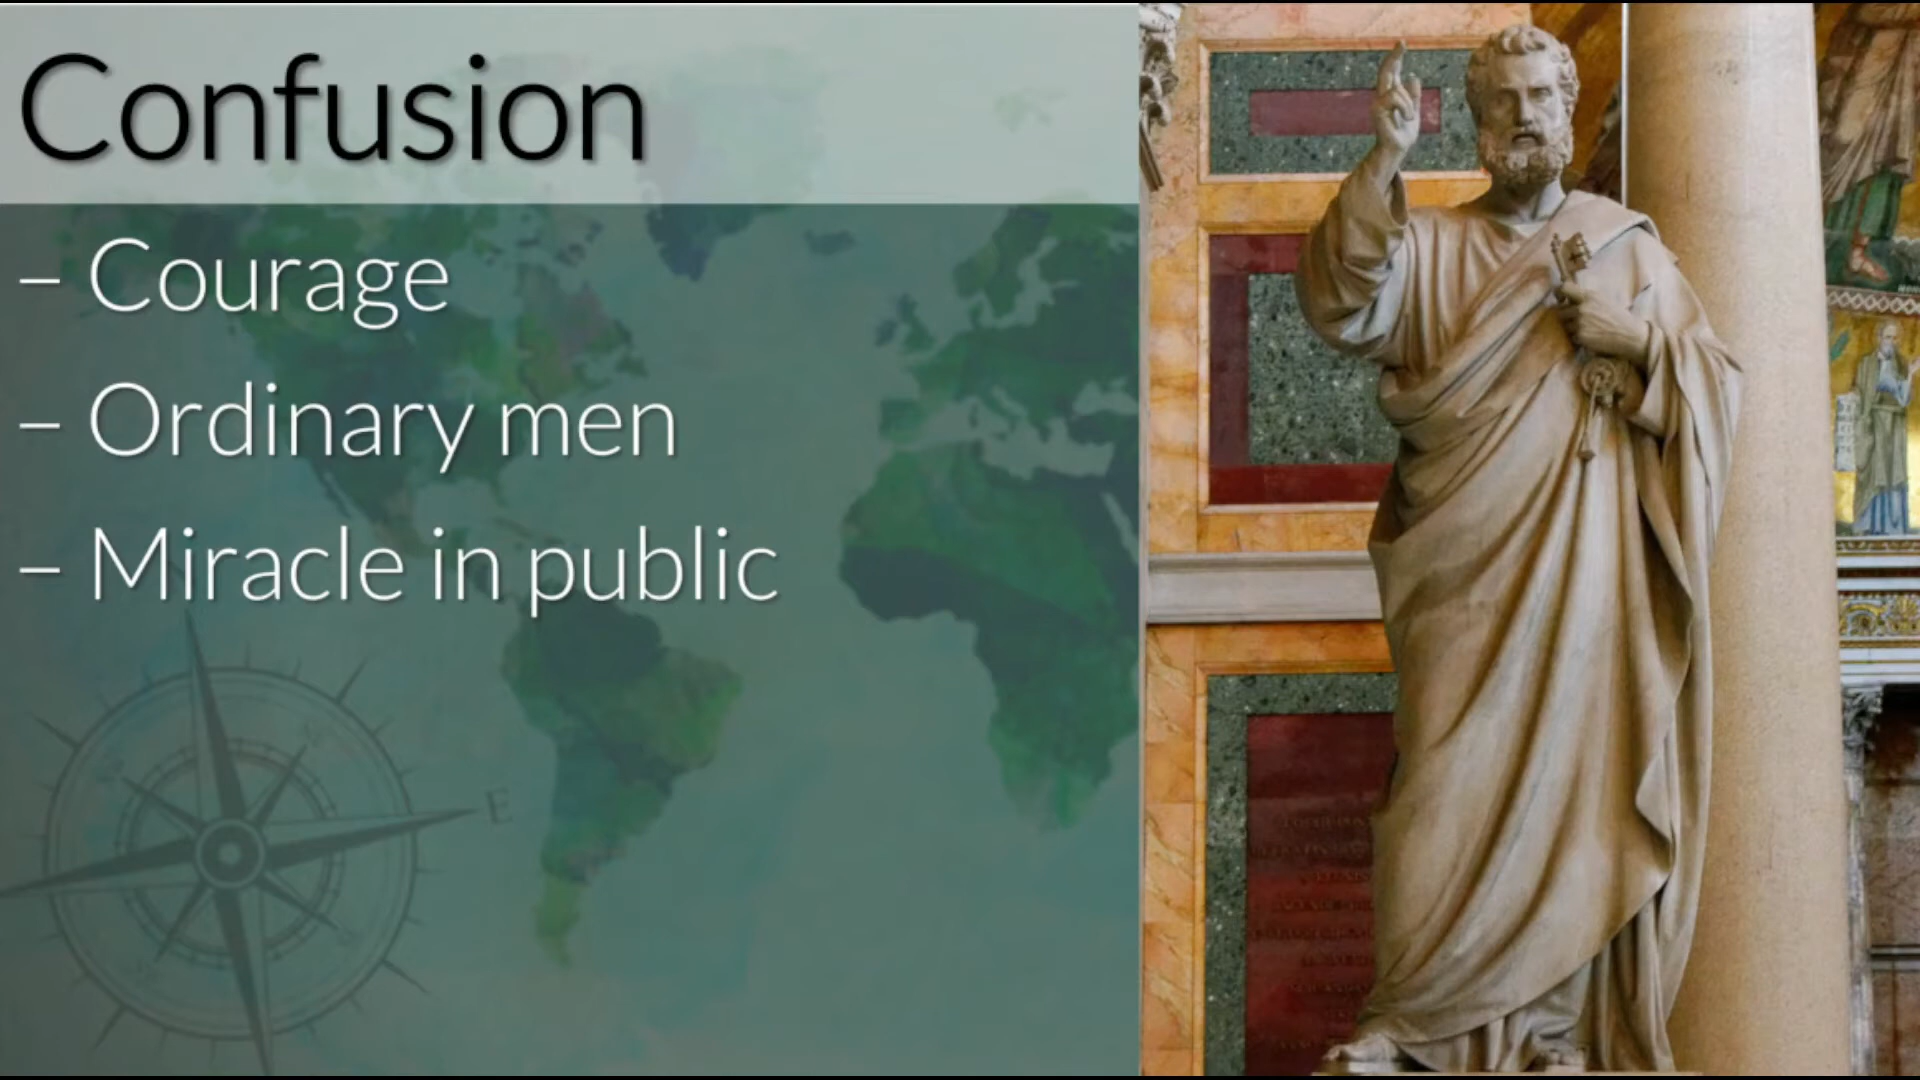 Confusion
– Courage
– Ordinary men
– Miracle in public
E